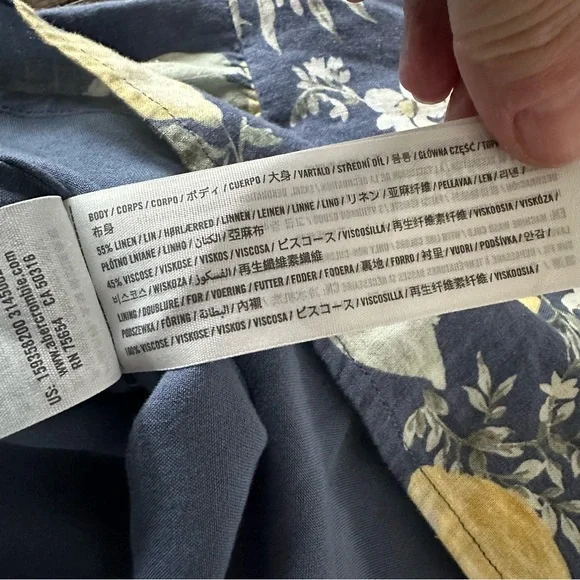 BODY / CORPS / CORPO / ボディ / CUERPO / 大身 / VARTALO / STŘEDNÍ DÍL / 몸통 / GŁÓWNA CZĘŚĆ /
布身
55% LINEN / LIN / HØRLÆRRED / LINNEN / LEINEN / LINNE / LINO / リネン / 亚麻纤维 / PELLAVAA / LEN / 리넨 /
PŁÓTNO LNIANE / LINHO / الكتان / 亞麻布
45% VISCOSE / VISKOSE / VISKOS / VISCOSA / ビスコース / VISCOSILLA / 再生纤维素纤维 / VISKOOSIA / VISKÓZA /
비스코스 / WISKOZA / الفسكوز / 再生纖維素纖維
LINING / DOUBLURE / FOR / VOERING / FUTTER / FODER / FODERA / 裏地 / FORRO / 衬里 / VUORI / PODŠÍVKA / 안감 /
PODSZEWKA / FÔRING / البطانة / 內襯
100% VISCOSE / VISKOSE / VISKOS / VISCOSA / ビスコース / VISCOSILLA / 再生纤维素纤维 / VISKOOSIA /
US: 159358200 31450
www.abercrombie.com
RN 75654 CA 50316